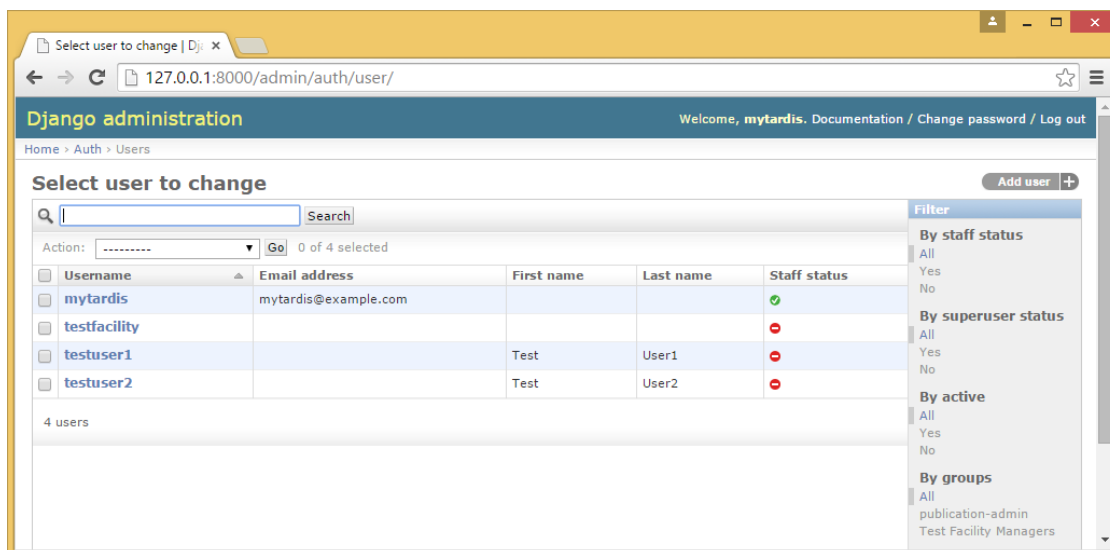 Select user to change | Dj
127.0.0.1:8000/admin/auth/user/
Django administration
Welcome, mytardis. Documentation / Change password / Log out
Home › Auth › Users
Select user to change
Add user +
Search
Action: --------- Go 0 of 4 selected
Username Email address First name Last name Staff status
mytardis mytardis@example.com
testfacility
testuser1 Test User1
testuser2 Test User2
4 users
Filter
By staff status
All
Yes
No
By superuser status
All
Yes
No
By active
All
Yes
No
By groups
All
publication-admin
Test Facility Managers